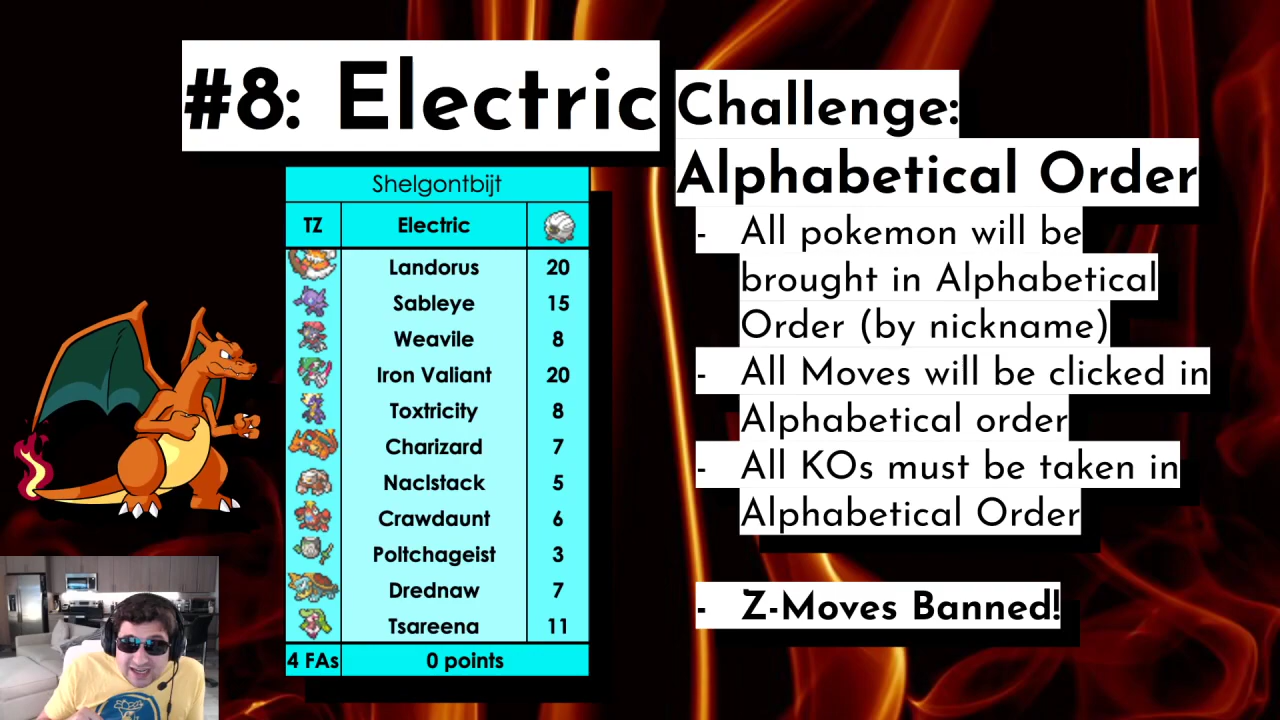 #8: Electric
Shelgontbijt
TZ Electric
Landorus 20
Sableye 15
Weavile 8
Iron Valiant 20
Toxtricity 8
Charizard 7
Naclstack 5
Crawdaunt 6
Poltchageist 3
Drednaw 7
Tsareena 11
4 FAs 0 points
Challenge:
Alphabetical Order
- All pokemon will be
brought in Alphabetical
Order (by nickname)
- All Moves will be clicked in
Alphabetical order
- All KOs must be taken in
Alphabetical Order
- Z-Moves Banned!